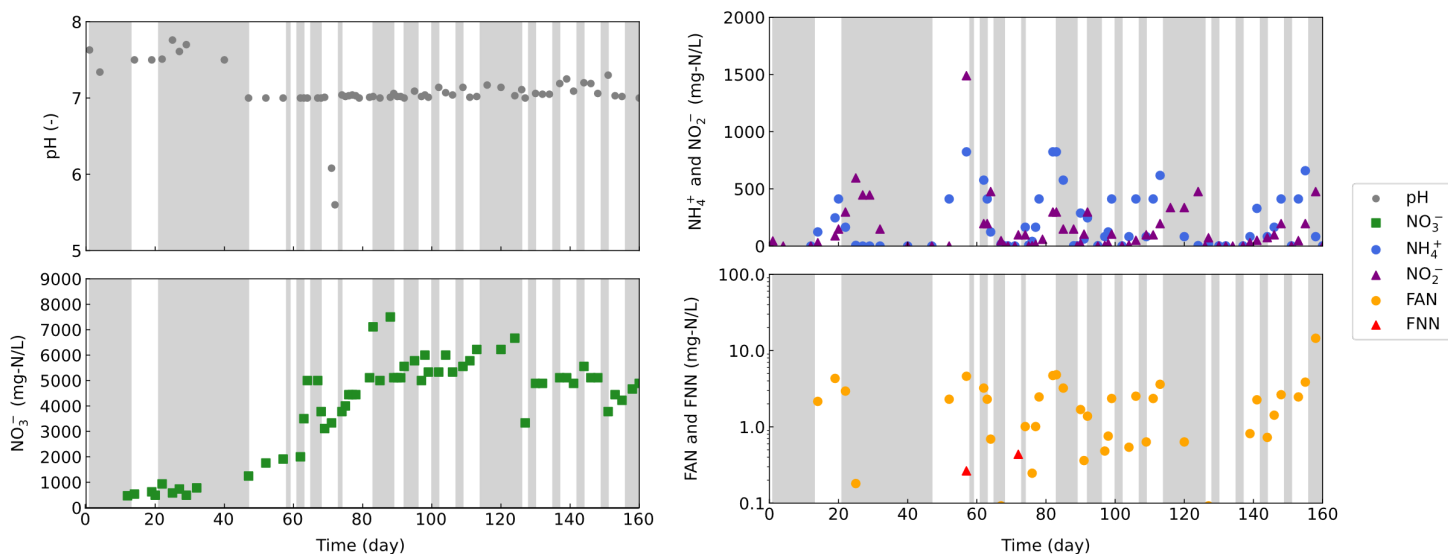 pH (-)
8
7
6
5
NO₃⁻ (mg-N/L)
9000
8000
7000
6000
5000
4000
3000
2000
1000
0
0 20 40 60 80 100 120 140 160
Time (day)
NH₄⁺ and NO₂⁻ (mg-N/L)
2000
1500
1000
500
0
FAN and FNN (mg-N/L)
100.0
10.0
1.0
0.1
0 20 40 60 80 100 120 140 160
Time (day)
pH
NO₃⁻
NH₄⁺
NO₂⁻
FAN
FNN